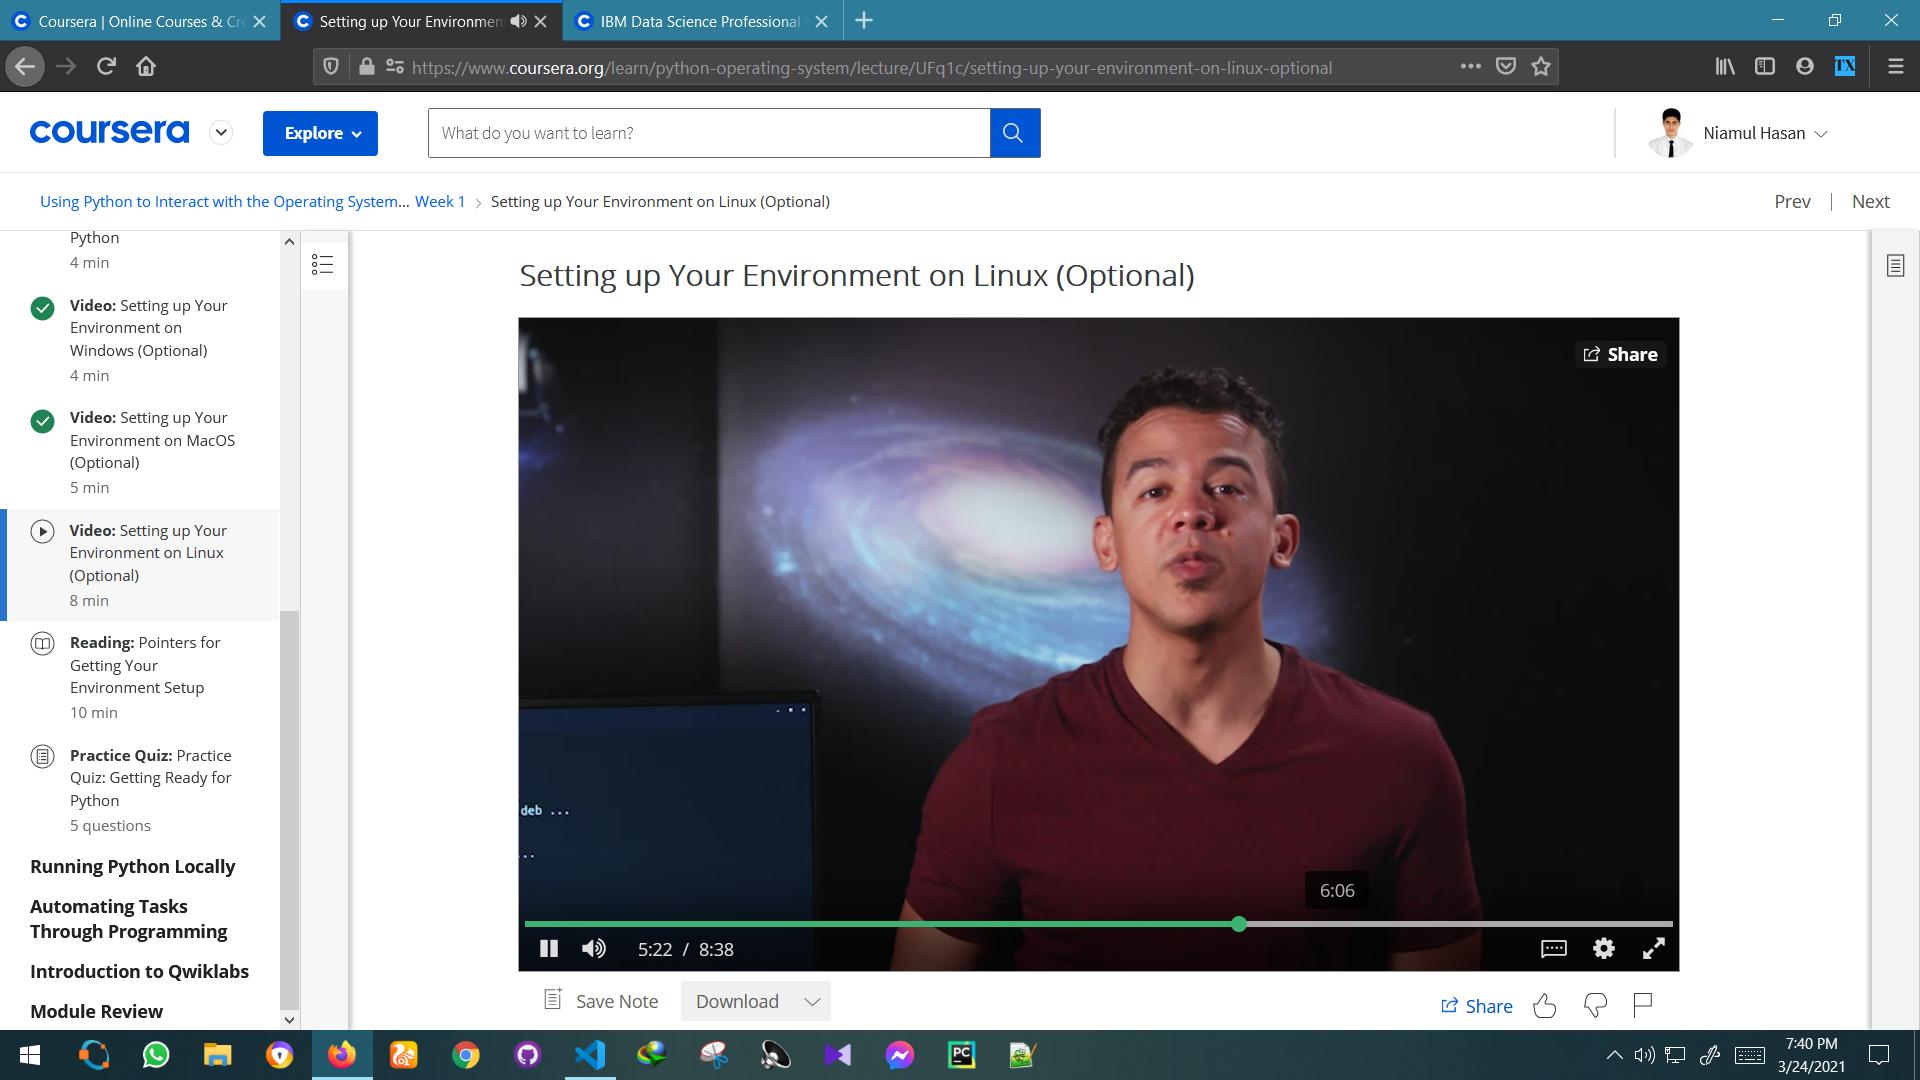 Coursera | Online Courses & Cre
Setting up Your Environmen
IBM Data Science Professional
https://www.coursera.org/learn/python-operating-system/lecture/UFq1c/setting-up-your-environment-on-linux-optional
TX
coursera
Explore
What do you want to learn?
Niamul Hasan
Using Python to Interact with the Operating System... Week 1 > Setting up Your Environment on Linux (Optional)
Prev | Next
Python
4 min
Video: Setting up Your
Environment on
Windows (Optional)
4 min
Video: Setting up Your
Environment on MacOS
(Optional)
5 min
Video: Setting up Your
Environment on Linux
(Optional)
8 min
Reading: Pointers for
Getting Your
Environment Setup
10 min
Practice Quiz: Practice
Quiz: Getting Ready for
Python
5 questions
Running Python Locally
Automating Tasks
Through Programming
Introduction to Qwiklabs
Module Review
Setting up Your Environment on Linux (Optional)
Share
deb ...
6:06
5:22 / 8:38
Save Note
Download
Share
PC
7:40 PM
3/24/2021